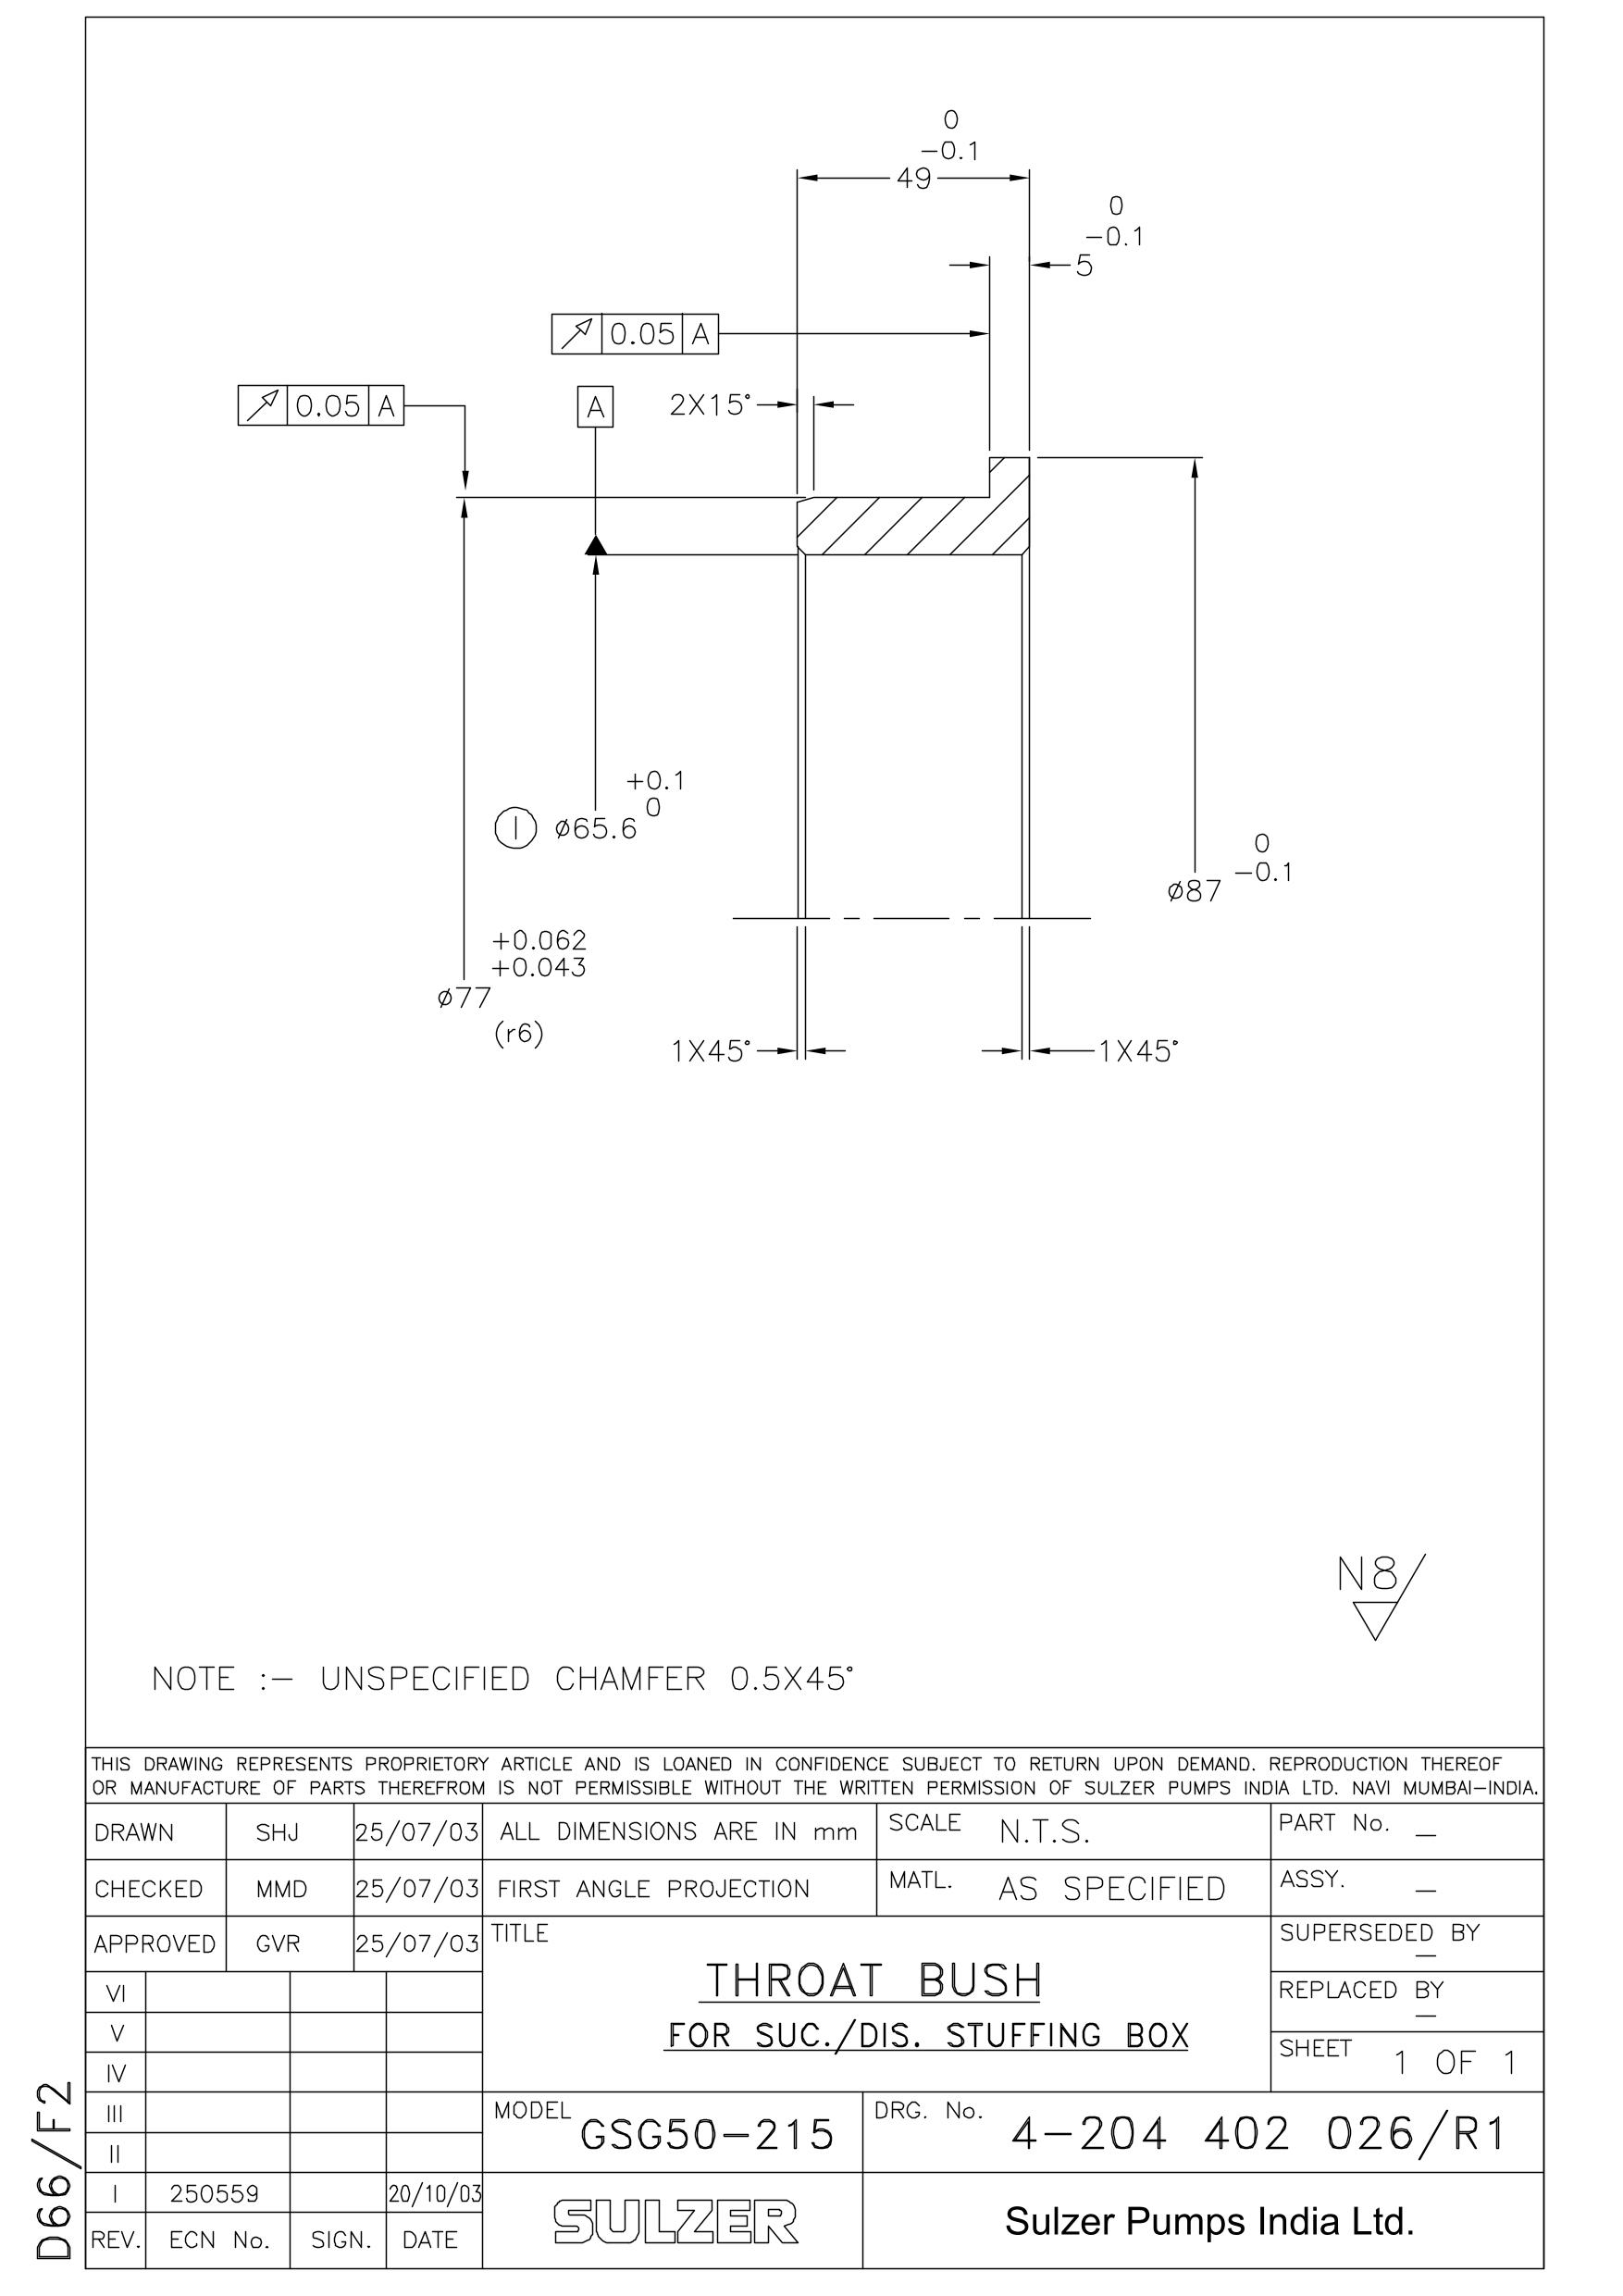 0
-0.1
49
0
-0.1
5
0.05 A
0.05 A
A
2X15°
+0.1
0
I ø65.6
0
-0.1
ø87
+0.062
+0.043
ø77
(r6)
1X45°
1X45°
N8
NOTE :- UNSPECIFIED CHAMFER 0.5X45°
THIS DRAWING REPRESENTS PROPRIETORY ARTICLE AND IS LOANED IN CONFIDENCE SUBJECT TO RETURN UPON DEMAND. REPRODUCTION THEREOF
OR MANUFACTURE OF PARTS THEREFROM IS NOT PERMISSIBLE WITHOUT THE WRITTEN PERMISSION OF SULZER PUMPS INDIA LTD. NAVI MUMBAI-INDIA.
DRAWN SHJ 25/07/03 ALL DIMENSIONS ARE IN mm SCALE N.T.S. PART No. -
CHECKED MMD 25/07/03 FIRST ANGLE PROJECTION MATL. AS SPECIFIED ASSY. -
APPROVED GVR 25/07/03 TITLE SUPERSEDED BY -
THROAT BUSH
FOR SUC./DIS. STUFFING BOX
REPLACED BY -
SHEET 1 OF 1
VI
V
IV
III
II
MODEL GSG50-215 DRG. No. 4-204 402 026/R1
I 250559 20/10/03
REV. ECN No. SIGN. DATE
SULZER
Sulzer Pumps India Ltd.
D66/F2